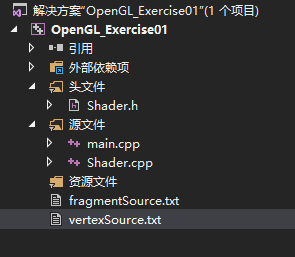 解决方案"OpenGL_Exercise01"(1 个项目)
OpenGL_Exercise01
引用
外部依赖项
头文件
Shader.h
源文件
main.cpp
Shader.cpp
资源文件
fragmentSource.txt
vertexSource.txt